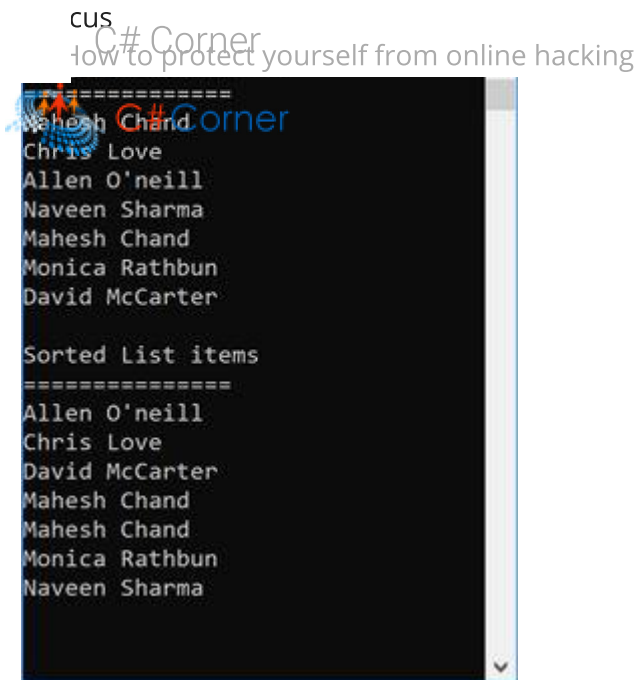 cus
C# Corner
How to protect yourself from online hacking
===============
C# Corner
Mahesh Chand
Chris Love
Allen O'neill
Naveen Sharma
Mahesh Chand
Monica Rathbun
David McCarter
Sorted List items
===============
Allen O'neill
Chris Love
David McCarter
Mahesh Chand
Mahesh Chand
Monica Rathbun
Naveen Sharma